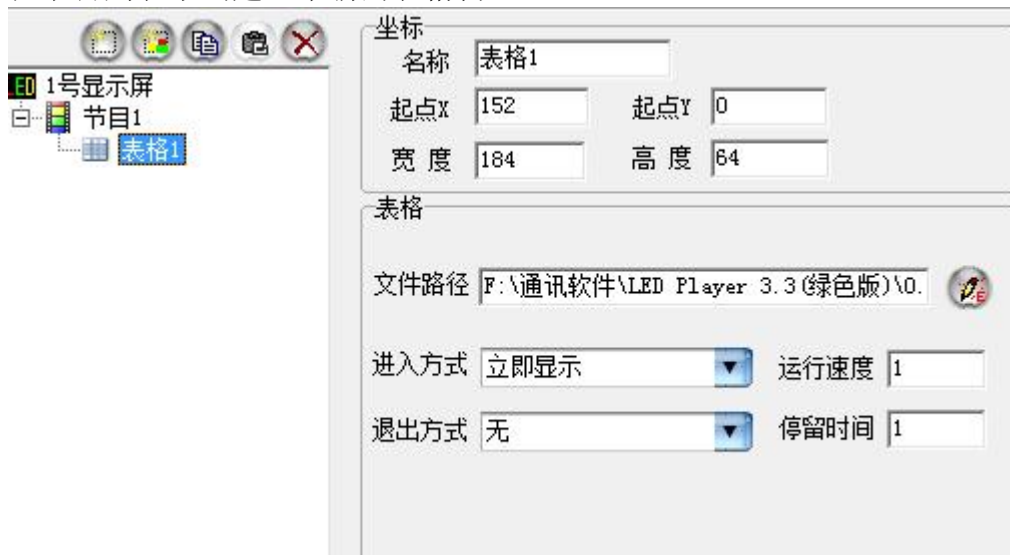 坐标
名称 表格1
LED 1号显示屏
起点X 152 起点Y 0
节目1
表格1
宽 度 184 高 度 64
表格
文件路径 F:\通讯软件\LED Player 3.3(绿色版)\0.
E
进入方式 立即显示 运行速度 1
退出方式 无 停留时间 1